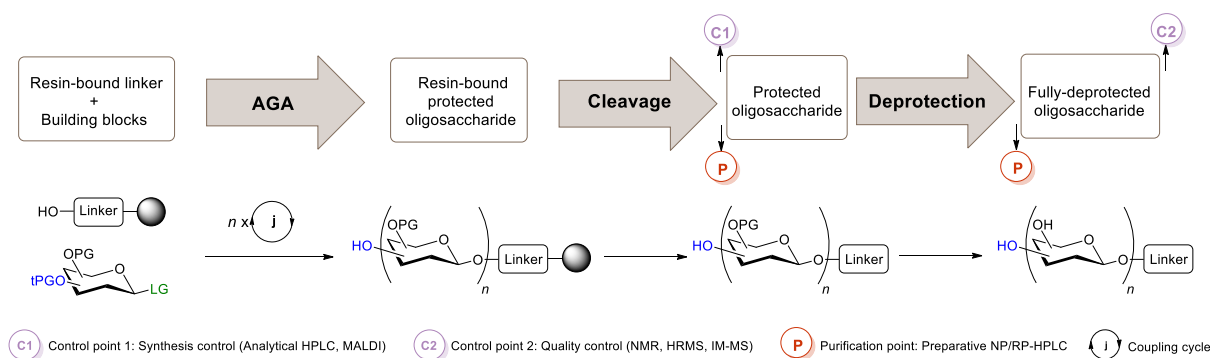 C1
C2
Resin-bound linker
+
Building blocks
AGA
Resin-bound
protected
oligosaccharide
Cleavage
Protected
oligosaccharide
Deprotection
Fully-deprotected
oligosaccharide
P
P
HO
Linker
OPG
tPGO
O
LG
n x
j
OPG
HO
O
O
Linker
n
OPG
HO
O
O
Linker
n
OH
HO
O
O
Linker
n
C1 Control point 1: Synthesis control (Analytical HPLC, MALDI)
C2 Control point 2: Quality control (NMR, HRMS, IM-MS)
P Purification point: Preparative NP/RP-HPLC
j Coupling cycle